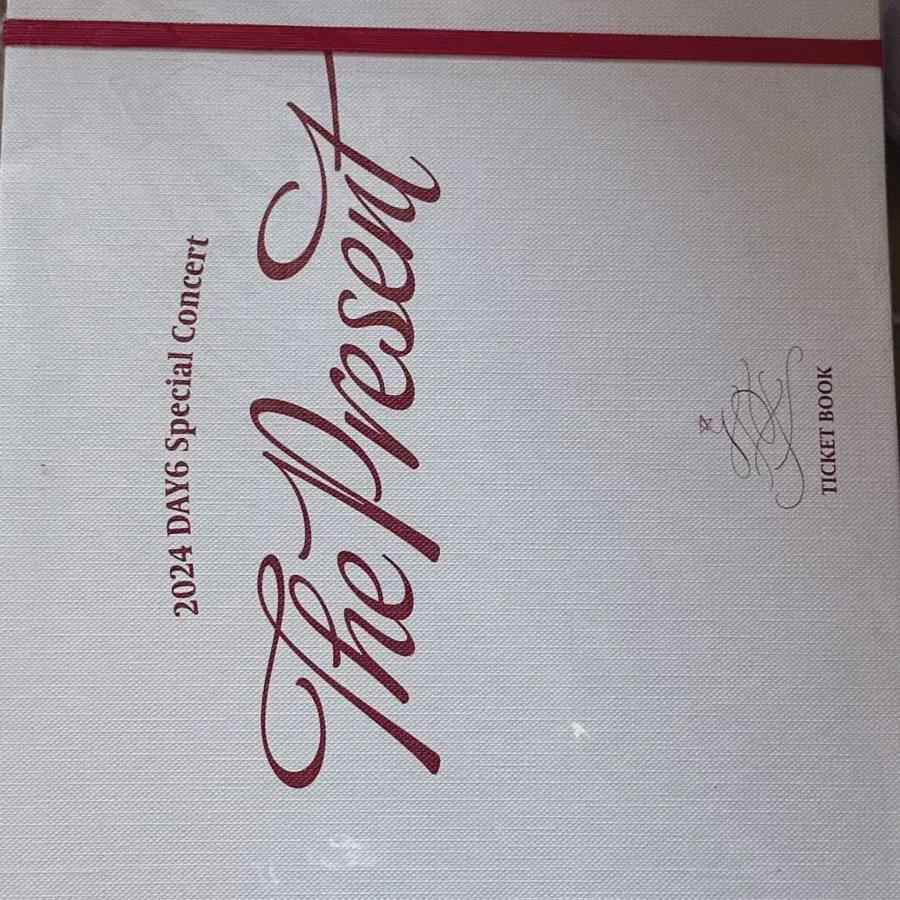 2024 DAY6 Special Concert
The Present
TICKET BOOK